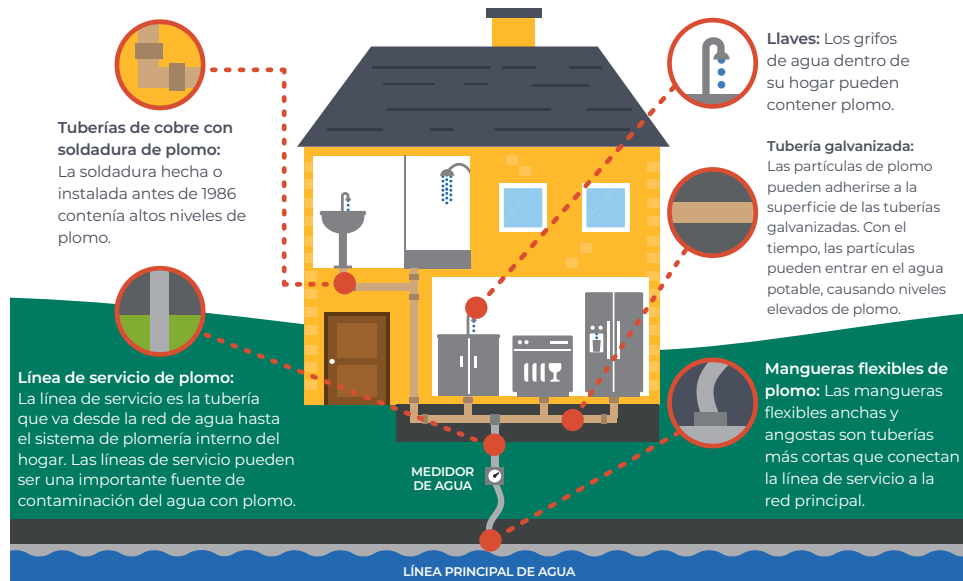 Tuberías de cobre con
soldadura de plomo:
La soldadura hecha o
instalada antes de 1986
contenía altos niveles de
plomo.
Línea de servicio de plomo:
La línea de servicio es la tubería
que va desde la red de agua hasta
el sistema de plomería interno del
hogar. Las líneas de servicio pueden
ser una importante fuente de
contaminación del agua con plomo.
Llaves: Los grifos
de agua dentro de
su hogar pueden
contener plomo.
Tubería galvanizada:
Las partículas de plomo
pueden adherirse a la
superficie de las tuberías
galvanizadas. Con el
tiempo, las partículas
pueden entrar en el agua
potable, causando niveles
elevados de plomo.
Mangueras flexibles de
plomo: Las mangueras
flexibles anchas y
angostas son tuberías
más cortas que conectan
la línea de servicio a la
red principal.
MEDIDOR
DE AGUA
LÍNEA PRINCIPAL DE AGUA